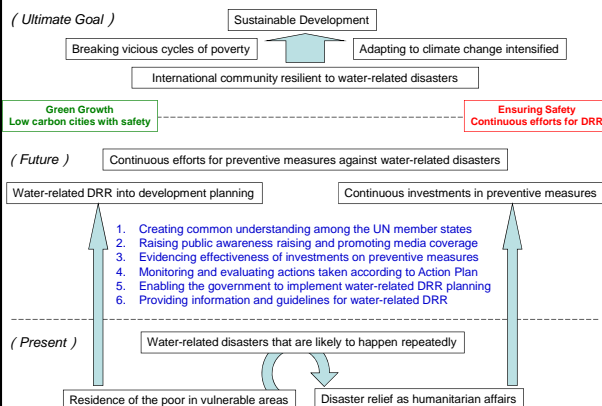 ( Ultimate Goal )
Sustainable Development
Breaking vicious cycles of poverty
Adapting to climate change intensified
International community resilient to water-related disasters
Green Growth
Low carbon cities with safety
Ensuring Safety
Continuous efforts for DRR
( Future )
Continuous efforts for preventive measures against water-related disasters
Water-related DRR into development planning
Continuous investments in preventive measures
1. Creating common understanding among the UN member states
2. Raising public awareness raising and promoting media coverage
3. Evidencing effectiveness of investments on preventive measures
4. Monitoring and evaluating actions taken according to Action Plan
5. Enabling the government to implement water-related DRR planning
6. Providing information and guidelines for water-related DRR
( Present )
Water-related disasters that are likely to happen repeatedly
Residence of the poor in vulnerable areas
Disaster relief as humanitarian affairs